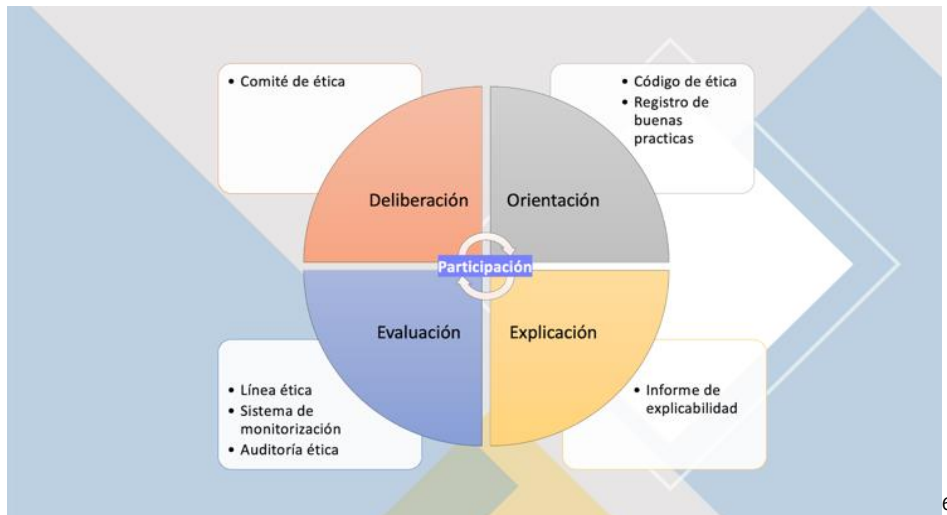 • Comité de ética
• Código de ética
• Registro de
buenas
practicas
Deliberación
Orientación
Participación
Evaluación
Explicación
• Línea ética
• Sistema de
monitorización
• Auditoría ética
• Informe de
explicabilidad